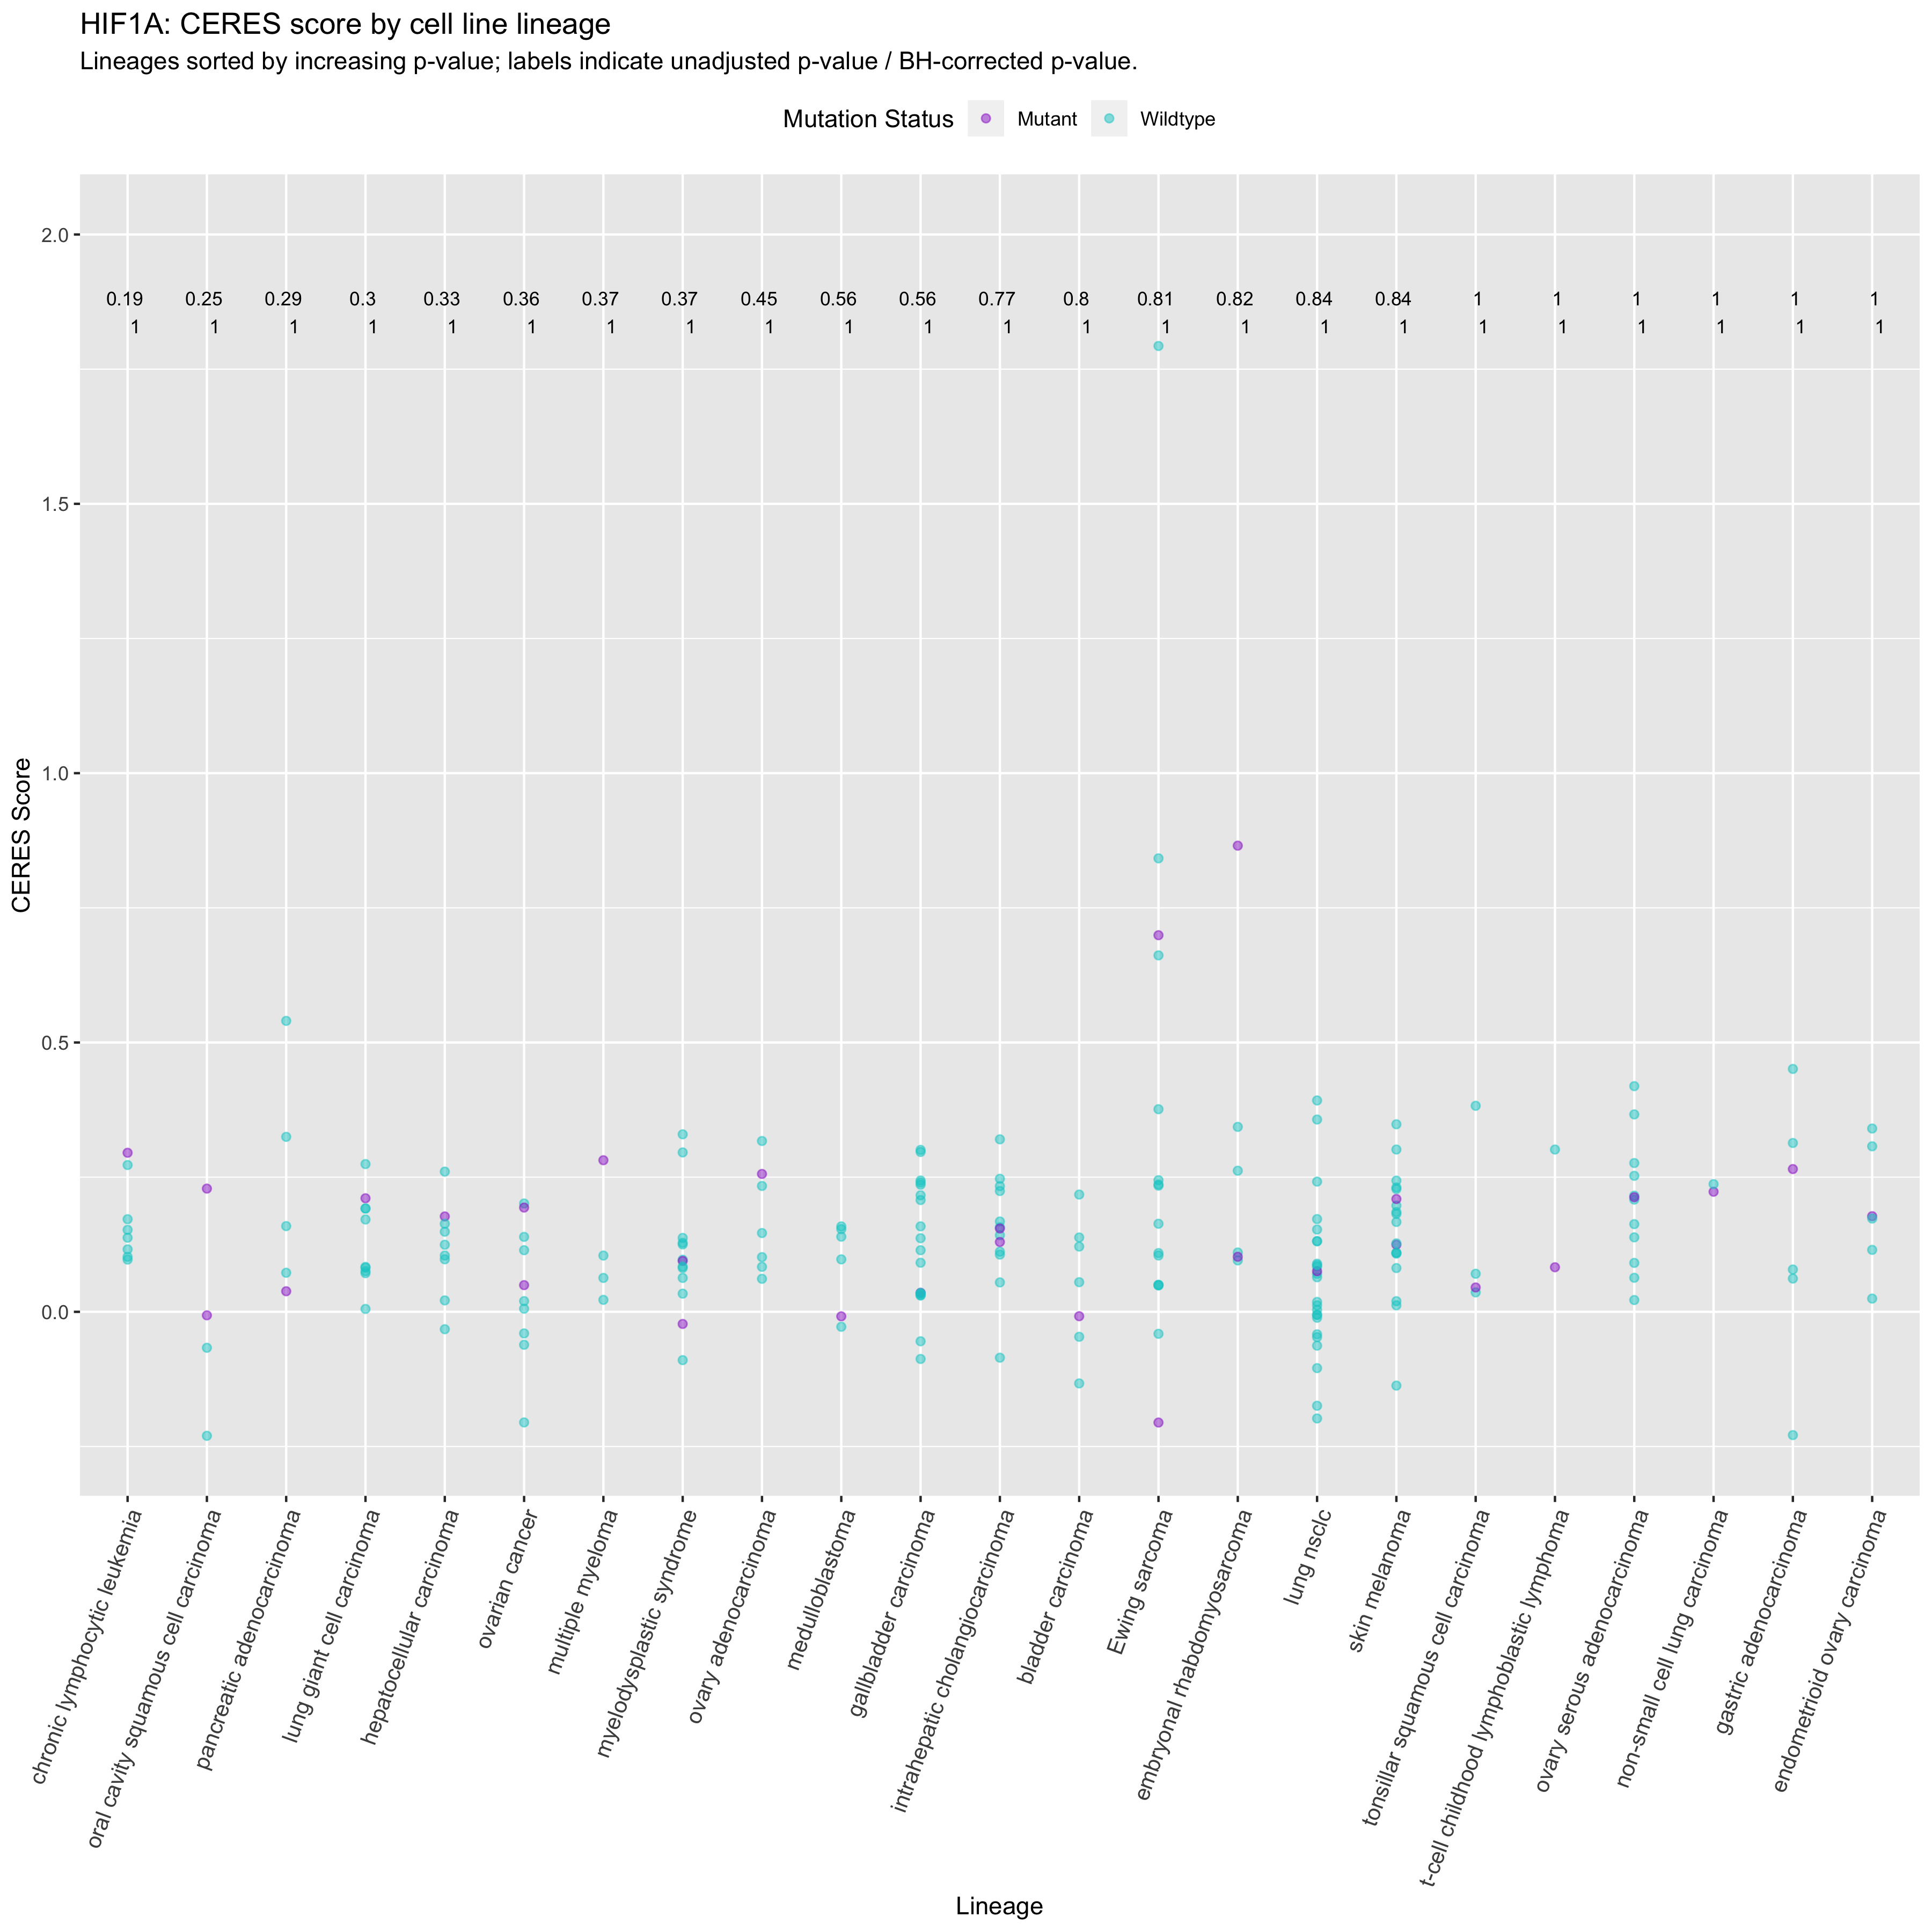 HIF1A: CERES score by cell line lineage
Lineages sorted by increasing p-value; labels indicate unadjusted p-value / BH-corrected p-value.
Mutation Status Mutant Wildtype
2.0
0.19 0.25 0.29 0.3 0.33 0.36 0.37 0.37 0.45 0.56 0.56 0.77 0.8 0.81 0.82 0.84 0.84 1 1 1 1 1 1
1 1 1 1 1 1 1 1 1 1 1 1 1 1 1 1 1 1 1 1 1 1 1
1.5
1.0
0.5
0.0
CERES Score
chronic lymphocytic leukemia
oral cavity squamous cell carcinoma
pancreatic adenocarcinoma
lung giant cell carcinoma
hepatocellular carcinoma
ovarian cancer
multiple myeloma
myelodysplastic syndrome
ovary adenocarcinoma
medulloblastoma
gallbladder carcinoma
intrahepatic cholangiocarcinoma
bladder carcinoma
Ewing sarcoma
embryonal rhabdomyosarcoma
lung nsclc
skin melanoma
tonsillar squamous cell carcinoma
t-cell childhood lymphoblastic lymphoma
ovary serous adenocarcinoma
non-small cell lung carcinoma
gastric adenocarcinoma
endometrioid ovary carcinoma
Lineage